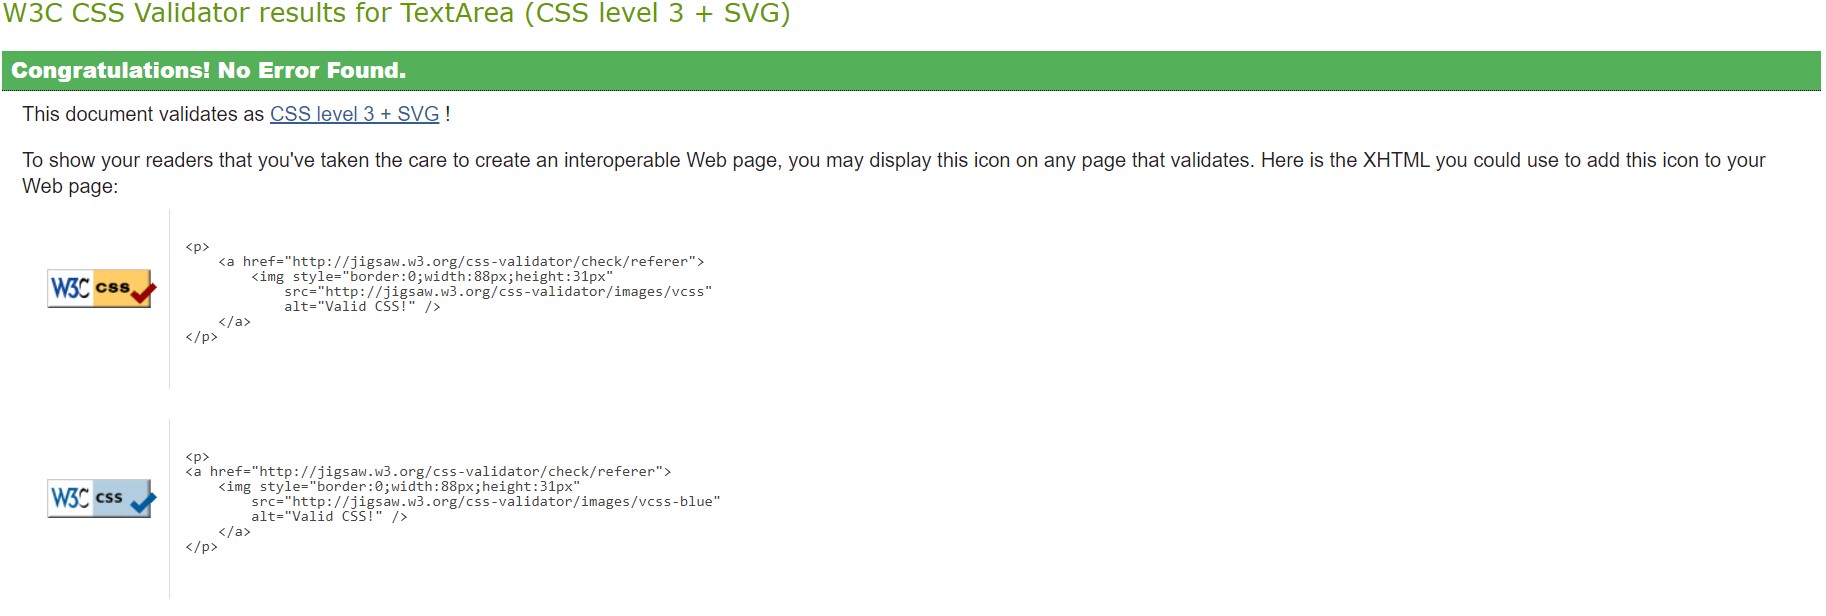 W3C CSS Validator results for TextArea (CSS level 3 + SVG)
Congratulations! No Error Found.
This document validates as CSS level 3 + SVG !
To show your readers that you've taken the care to create an interoperable Web page, you may display this icon on any page that validates. Here is the XHTML you could use to add this icon to your
Web page:
W3C css
<p>
    <a href="http://jigsaw.w3.org/css-validator/check/referer">
        <img style="border:0;width:88px;height:31px"
            src="http://jigsaw.w3.org/css-validator/images/vcss"
            alt="Valid CSS!" />
    </a>
</p>
W3C css
<p>
<a href="http://jigsaw.w3.org/css-validator/check/referer">
    <img style="border:0;width:88px;height:31px"
        src="http://jigsaw.w3.org/css-validator/images/vcss-blue"
        alt="Valid CSS!" />
    </a>
</p>